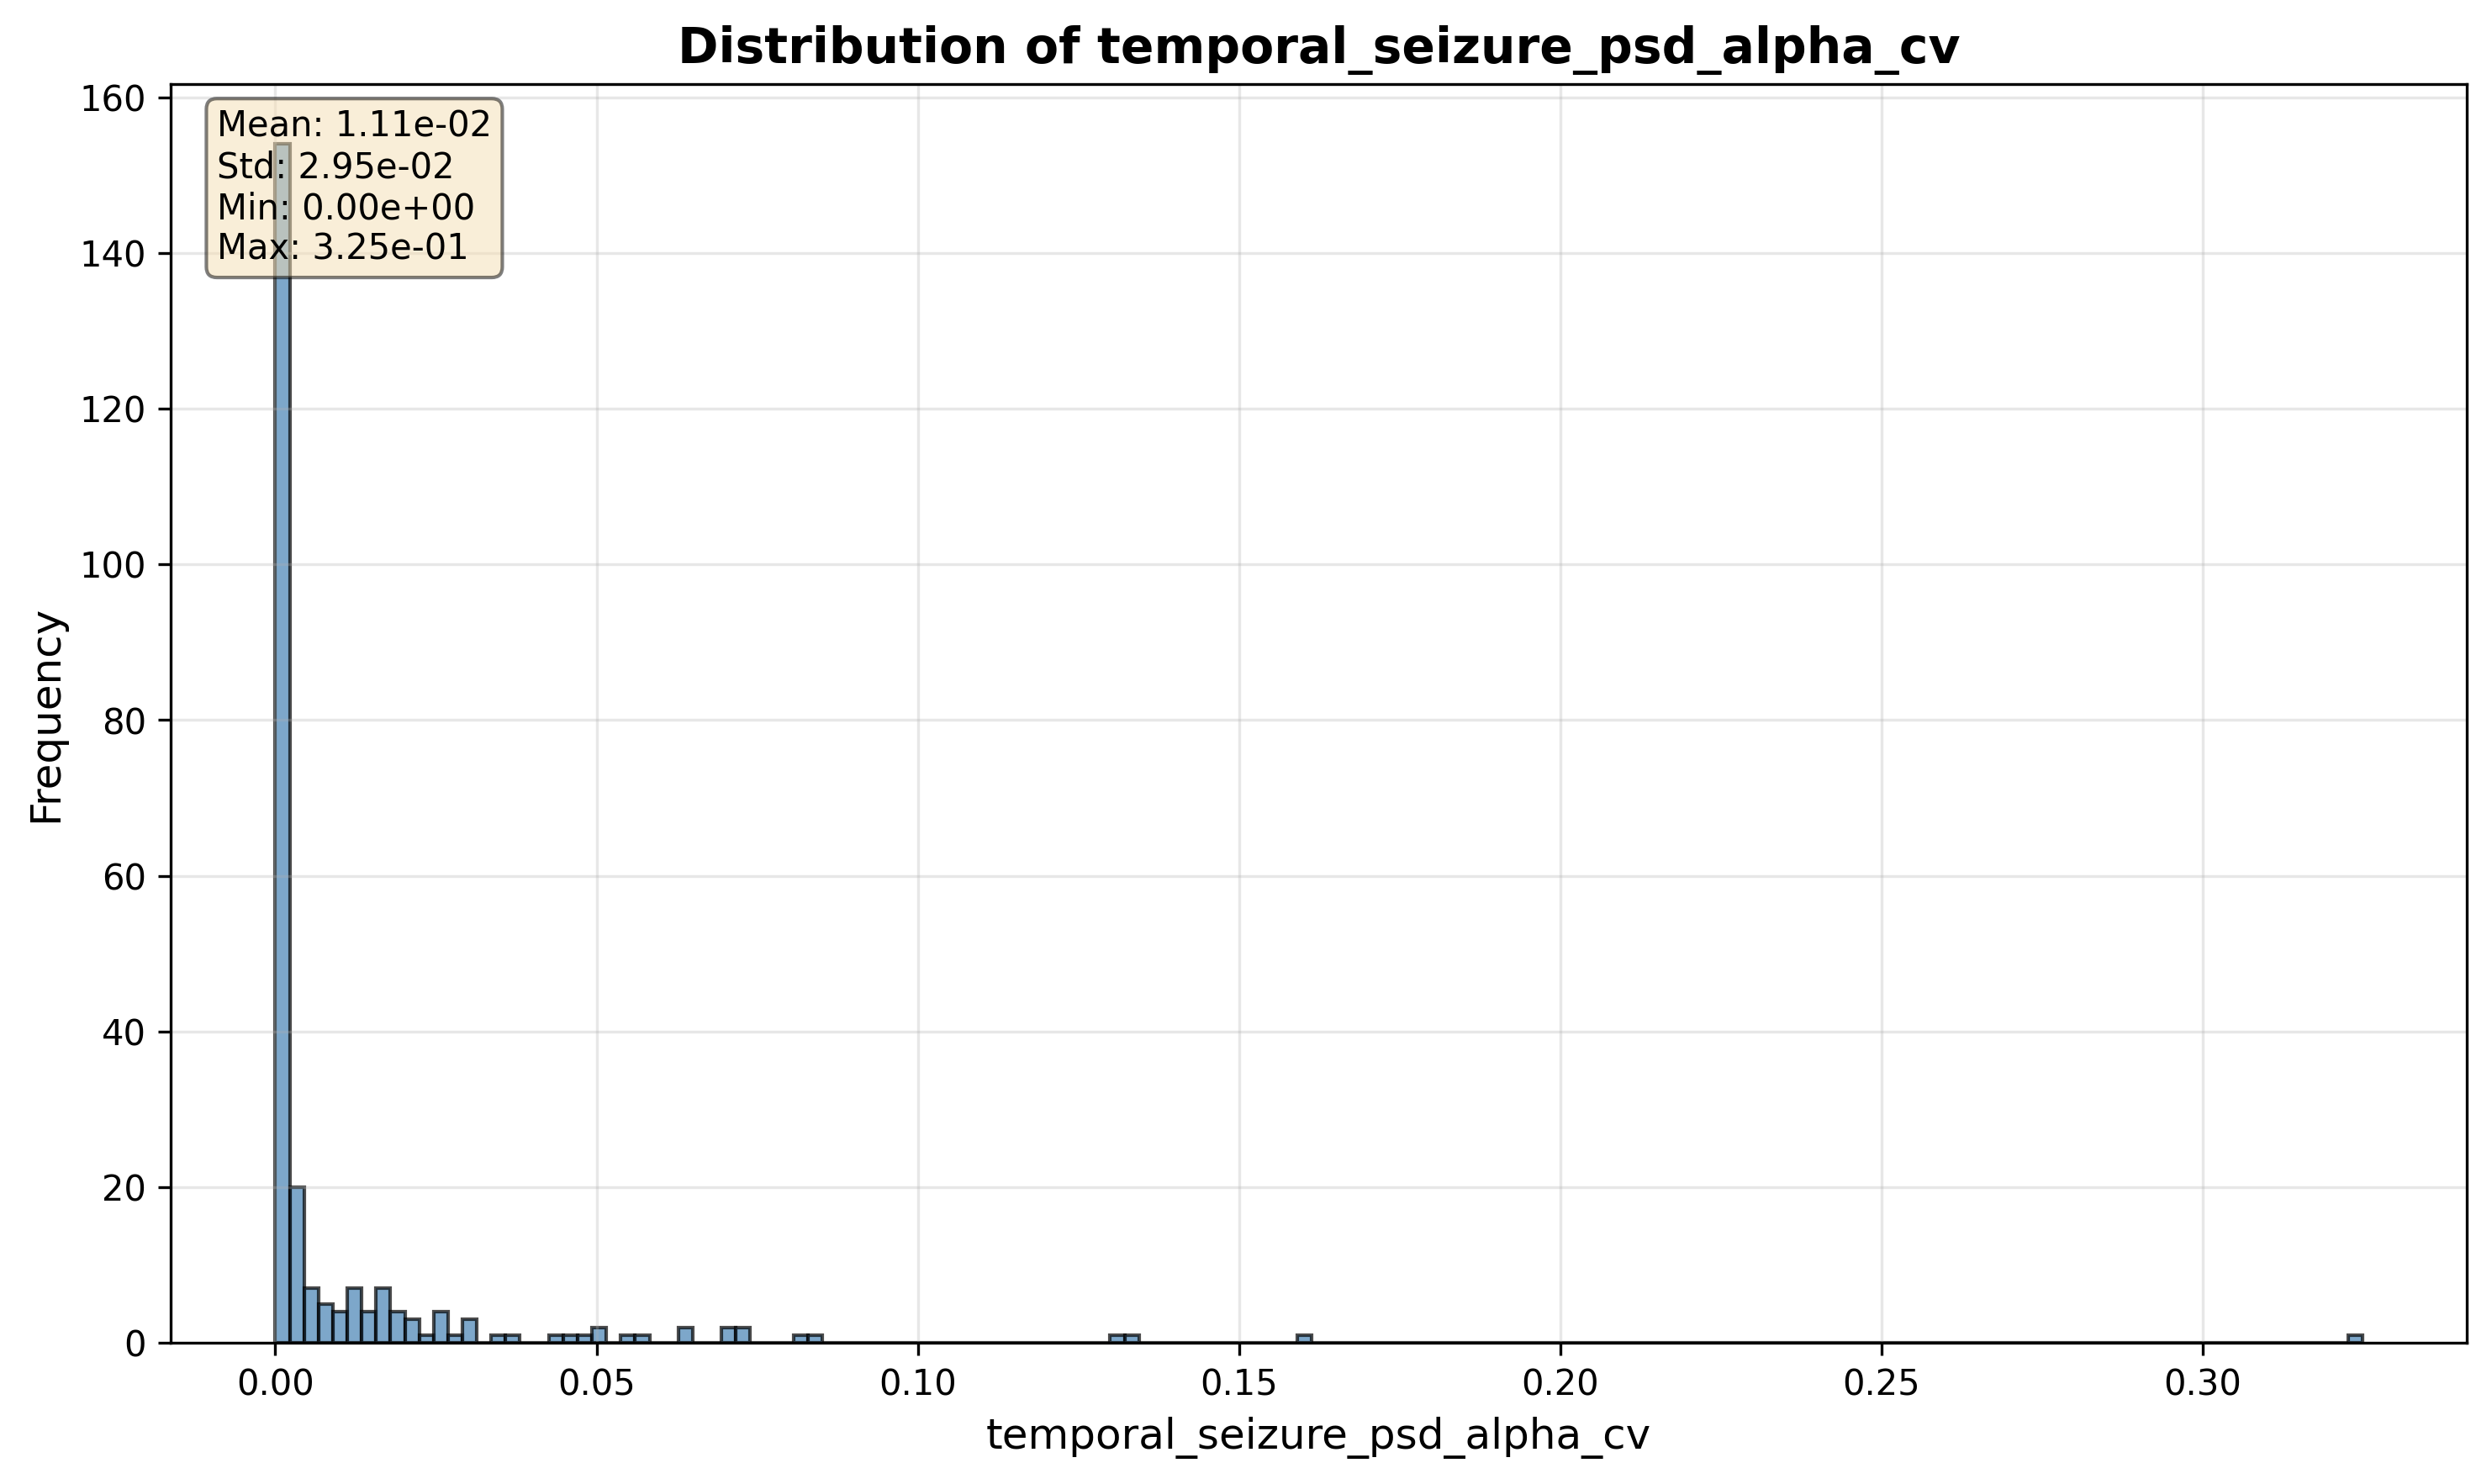 Distribution of temporal_seizure_psd_alpha_cv
Mean: 1.11e-02
Std: 2.95e-02
Min: 0.00e+00
Max: 3.25e-01
Frequency
160
140
120
100
80
60
40
20
0
0.00 0.05 0.10 0.15 0.20 0.25 0.30
temporal_seizure_psd_alpha_cv